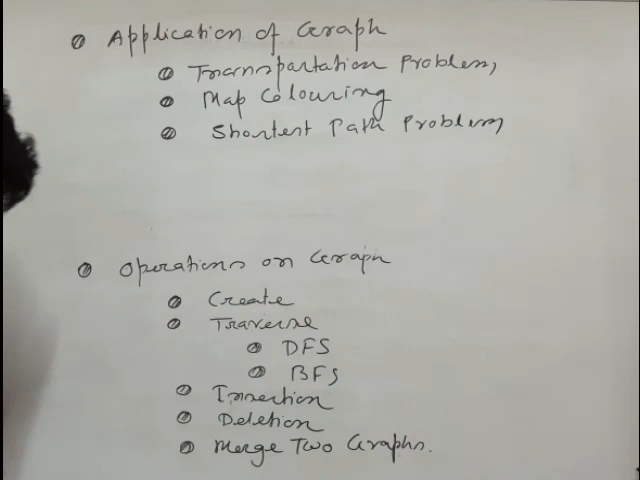 Application of Graph
Transportation Problem,
Map Colouring
Shortest Path Problem,
Operations on Graph
Create
Traverse
DFS
BFS
Insertion
Deletion
Merge Two Graphs.